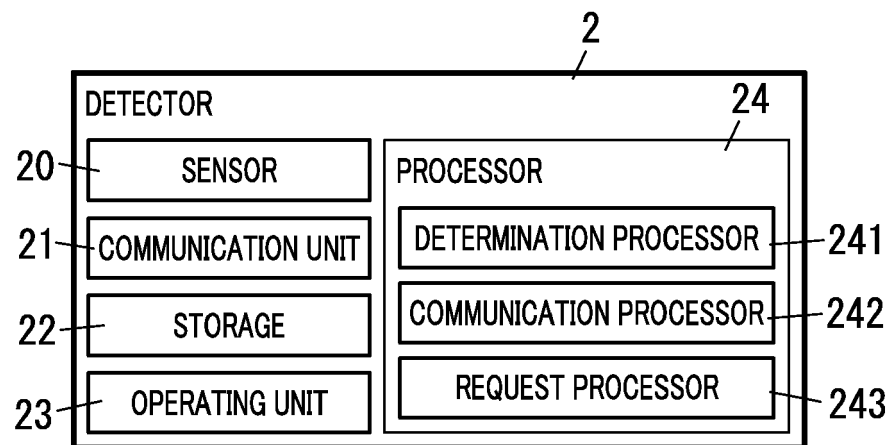 2
DETECTOR
24
20
SENSOR
PROCESSOR
21
COMMUNICATION UNIT
DETERMINATION PROCESSOR
241
22
STORAGE
COMMUNICATION PROCESSOR
242
23
OPERATING UNIT
REQUEST PROCESSOR
243